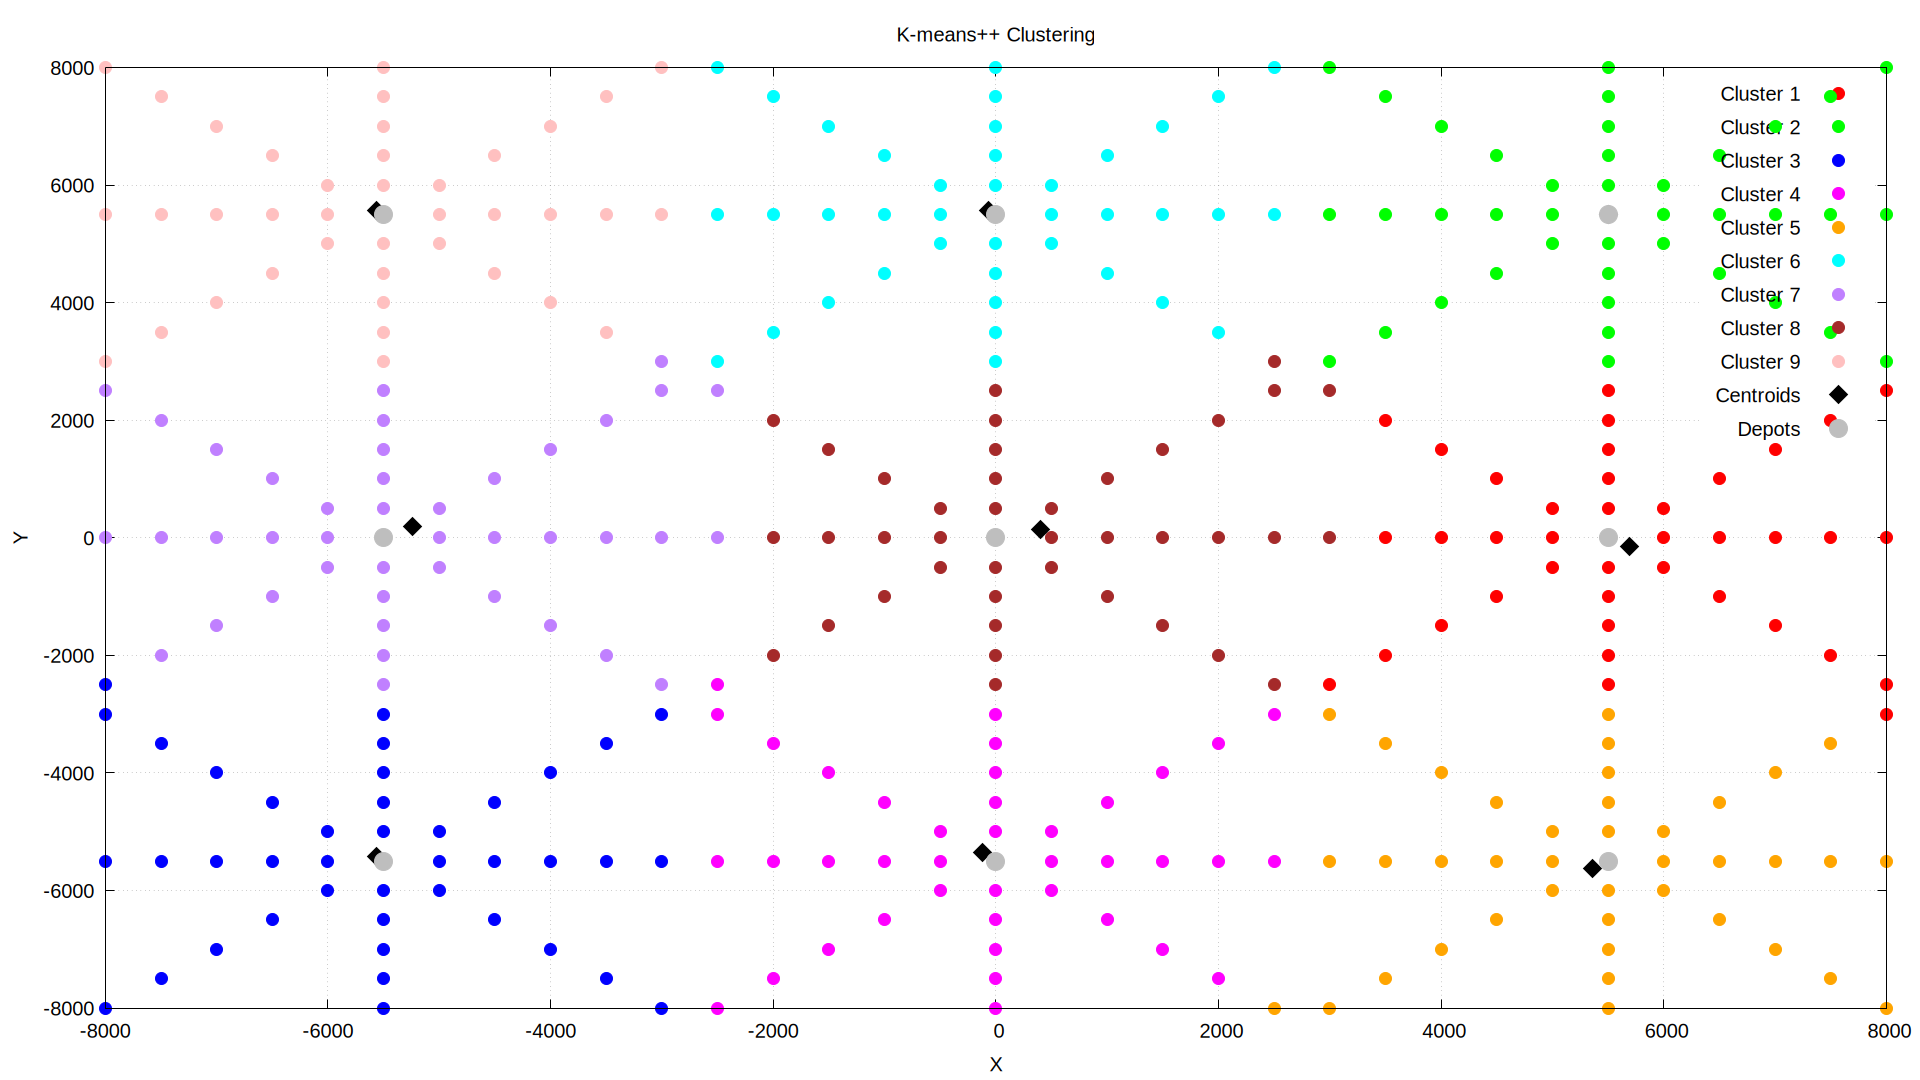 K-means++ Clustering
8000
6000
4000
2000
0
-2000
-4000
-6000
-8000
Y
Cluster 1
Cluster 2
Cluster 3
Cluster 4
Cluster 5
Cluster 6
Cluster 7
Cluster 8
Cluster 9
Centroids
Depots
-8000 -6000 -4000 -2000 0 2000 4000 6000 8000
X